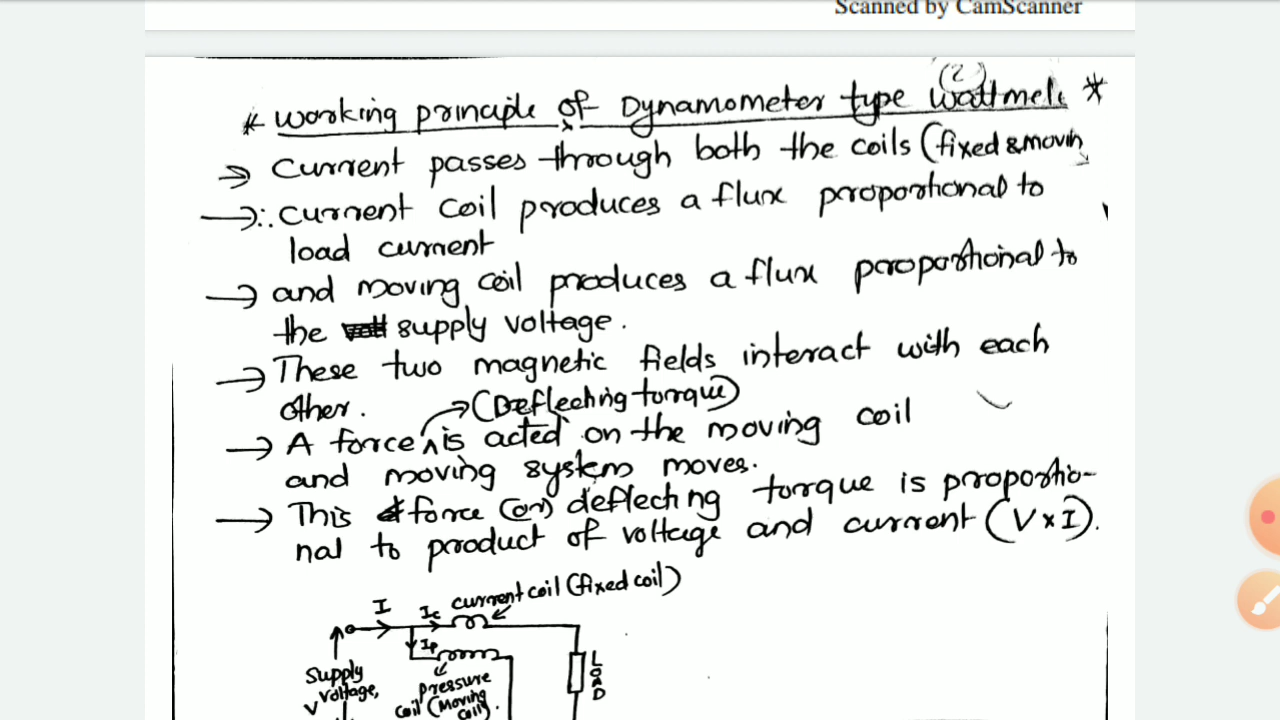 Scanned by CamScanner
(2)
* Working principle of Dynamometer type Wattmete *
→ Current passes through both the coils (fixed & movin
→ ∴ current coil produces a flux proportional to
load current
→ and moving coil produces a flux proportional to
the supply voltage.
→ These two magnetic fields interact with each
other.
→ (Deflecting torque)
→ A force ^ is acted on the moving coil
and moving system moves.
→ This force (or) deflecting torque is proportio-
nal to product of voltage and current (V x I).
current coil (fixed coil)
I
Ic
Ip
Supply
Voltage,
V
pressure
coil (Moving
coil).
LOAD